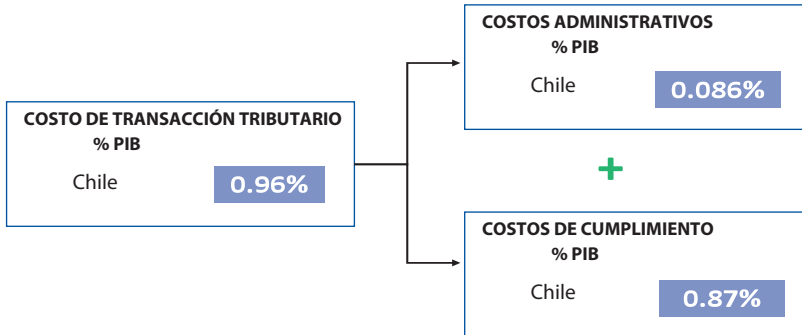 COSTO DE TRANSACCIÓN TRIBUTARIO
% PIB
Chile 0.96%
COSTOS ADMINISTRATIVOS
% PIB
Chile 0.086%
+
COSTOS DE CUMPLIMIENTO
% PIB
Chile 0.87%